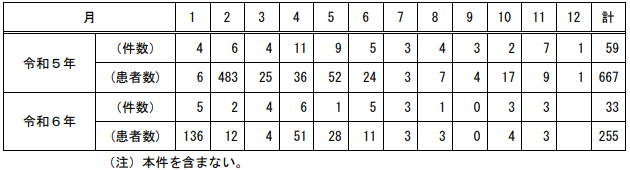 月 1 2 3 4 5 6 7 8 9 10 11 12 計
令和５年 （件数） 4 6 4 11 9 5 3 4 3 2 7 1 59
（患者数） 6 483 25 36 52 24 3 7 4 17 9 1 667
令和６年 （件数） 5 2 4 6 1 5 3 1 0 3 3 33
（患者数） 136 12 4 51 28 11 3 3 0 4 3 255
（注）本件を含まない。